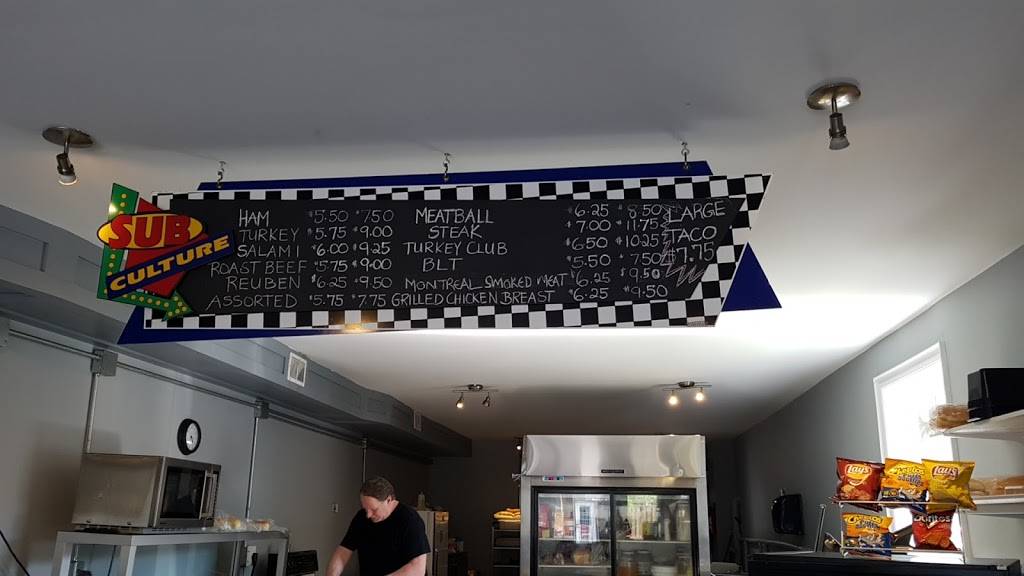 SUB
CULTURE
HAM $5.50 $7.50
TURKEY $5.75 $9.00
SALAMI $6.00 $9.25
ROAST BEEF $5.75 $9.00
REUBEN $6.25 $9.50
ASSORTED $5.75 $7.75
MEATBALL $6.25 $8.50
STEAK $7.00 $11.75
TURKEY CLUB $6.50 $10.25
BLT $5.50 $7.50
MONTREAL SMOKED MEAT $6.25 $9.50
GRILLED CHICKEN BREAST $6.25 $9.50
LARGE
TACO
$7.75
Lay's
Lay's
Doritos